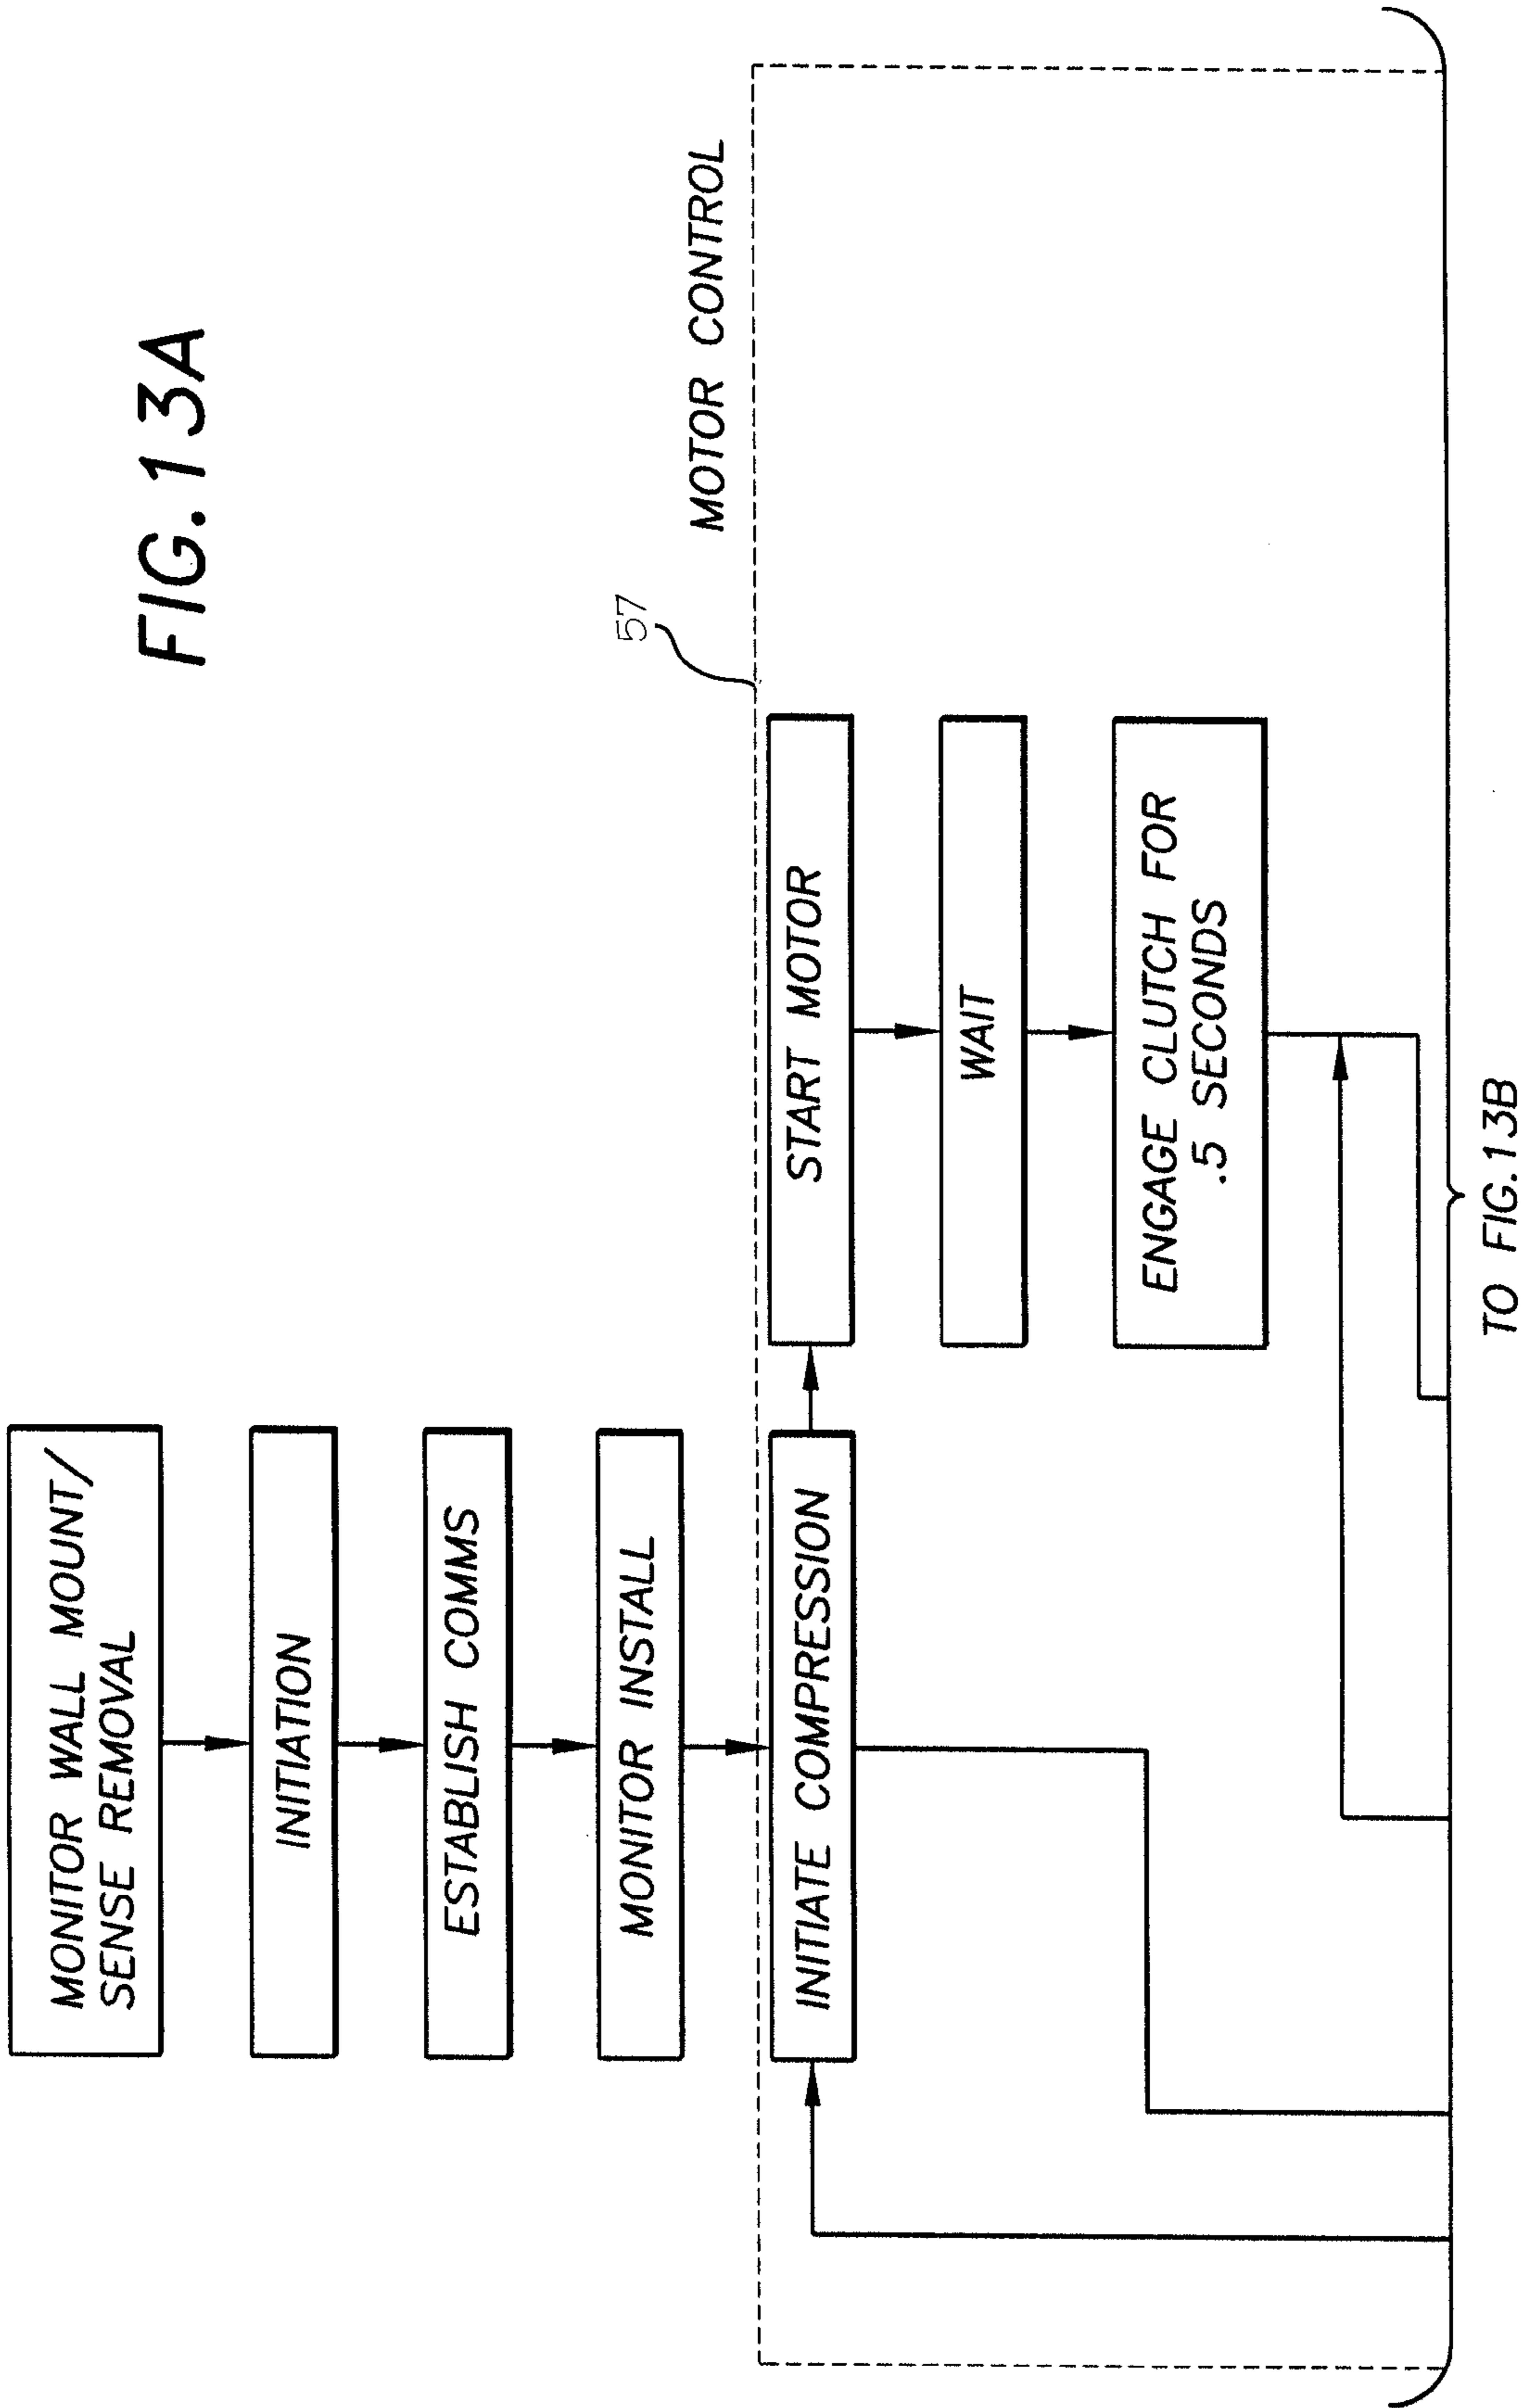 FIG. 13A
MONITOR WALL MOUNT/
SENSE REMOVAL
INITIATION
ESTABLISH COMMS
MONITOR INSTALL
57
MOTOR CONTROL
INITIATE COMPRESSION
START MOTOR
WAIT
ENGAGE CLUTCH FOR
.5 SECONDS
TO FIG. 13B